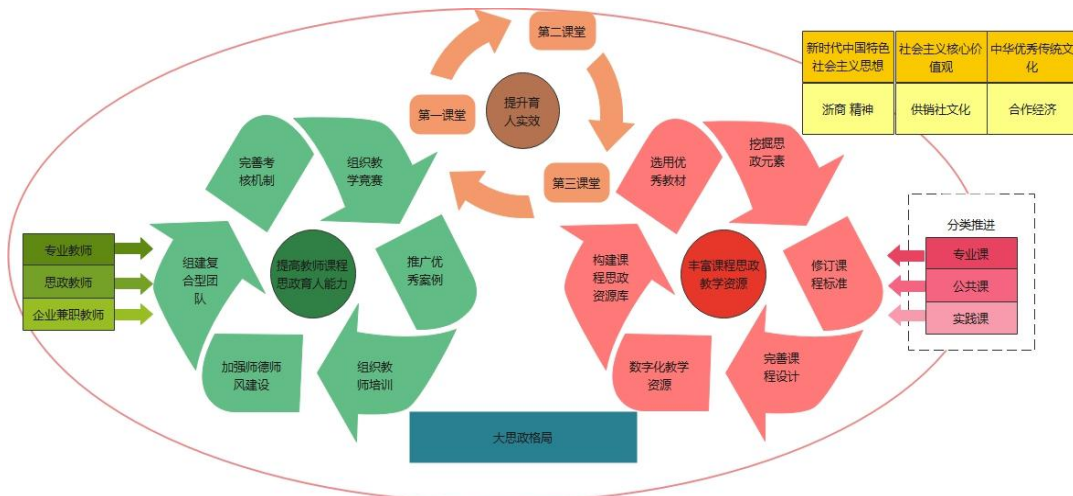 第二课堂
第一课堂
提升育
人实效
第三课堂
新时代中国特色
社会主义思想
社会主义核心价
值观
中华优秀传统文
化
浙商 精神
供销社文化
合作经济
完善考
核机制
组织教
学竞赛
组建复
合型团
队
提高教师课程
思政育人能力
推广优
秀案例
加强师德师
风建设
组织教
师培训
专业教师
思政教师
企业兼职教师
选用优
秀教材
挖掘思
政元素
构建课
程思政
资源库
丰富课程思政
教学资源
修订课
程标准
数字化教学
资源
完善课
程设计
分类推进
专业课
公共课
实践课
大思政格局